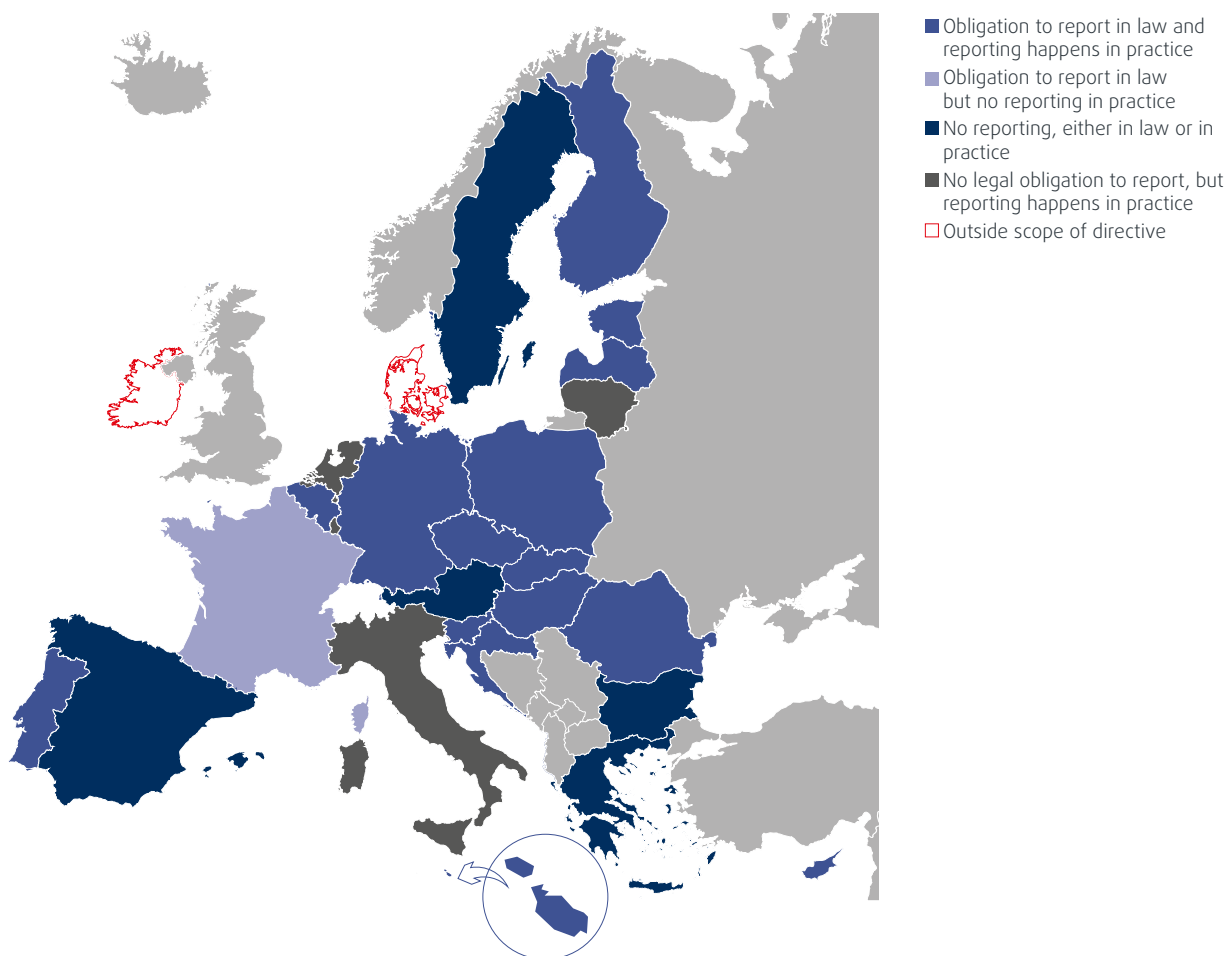 Obligation to report in law and
reporting happens in practice
Obligation to report in law
but no reporting in practice
No reporting, either in law or in
practice
No legal obligation to report, but
reporting happens in practice
Outside scope of directive